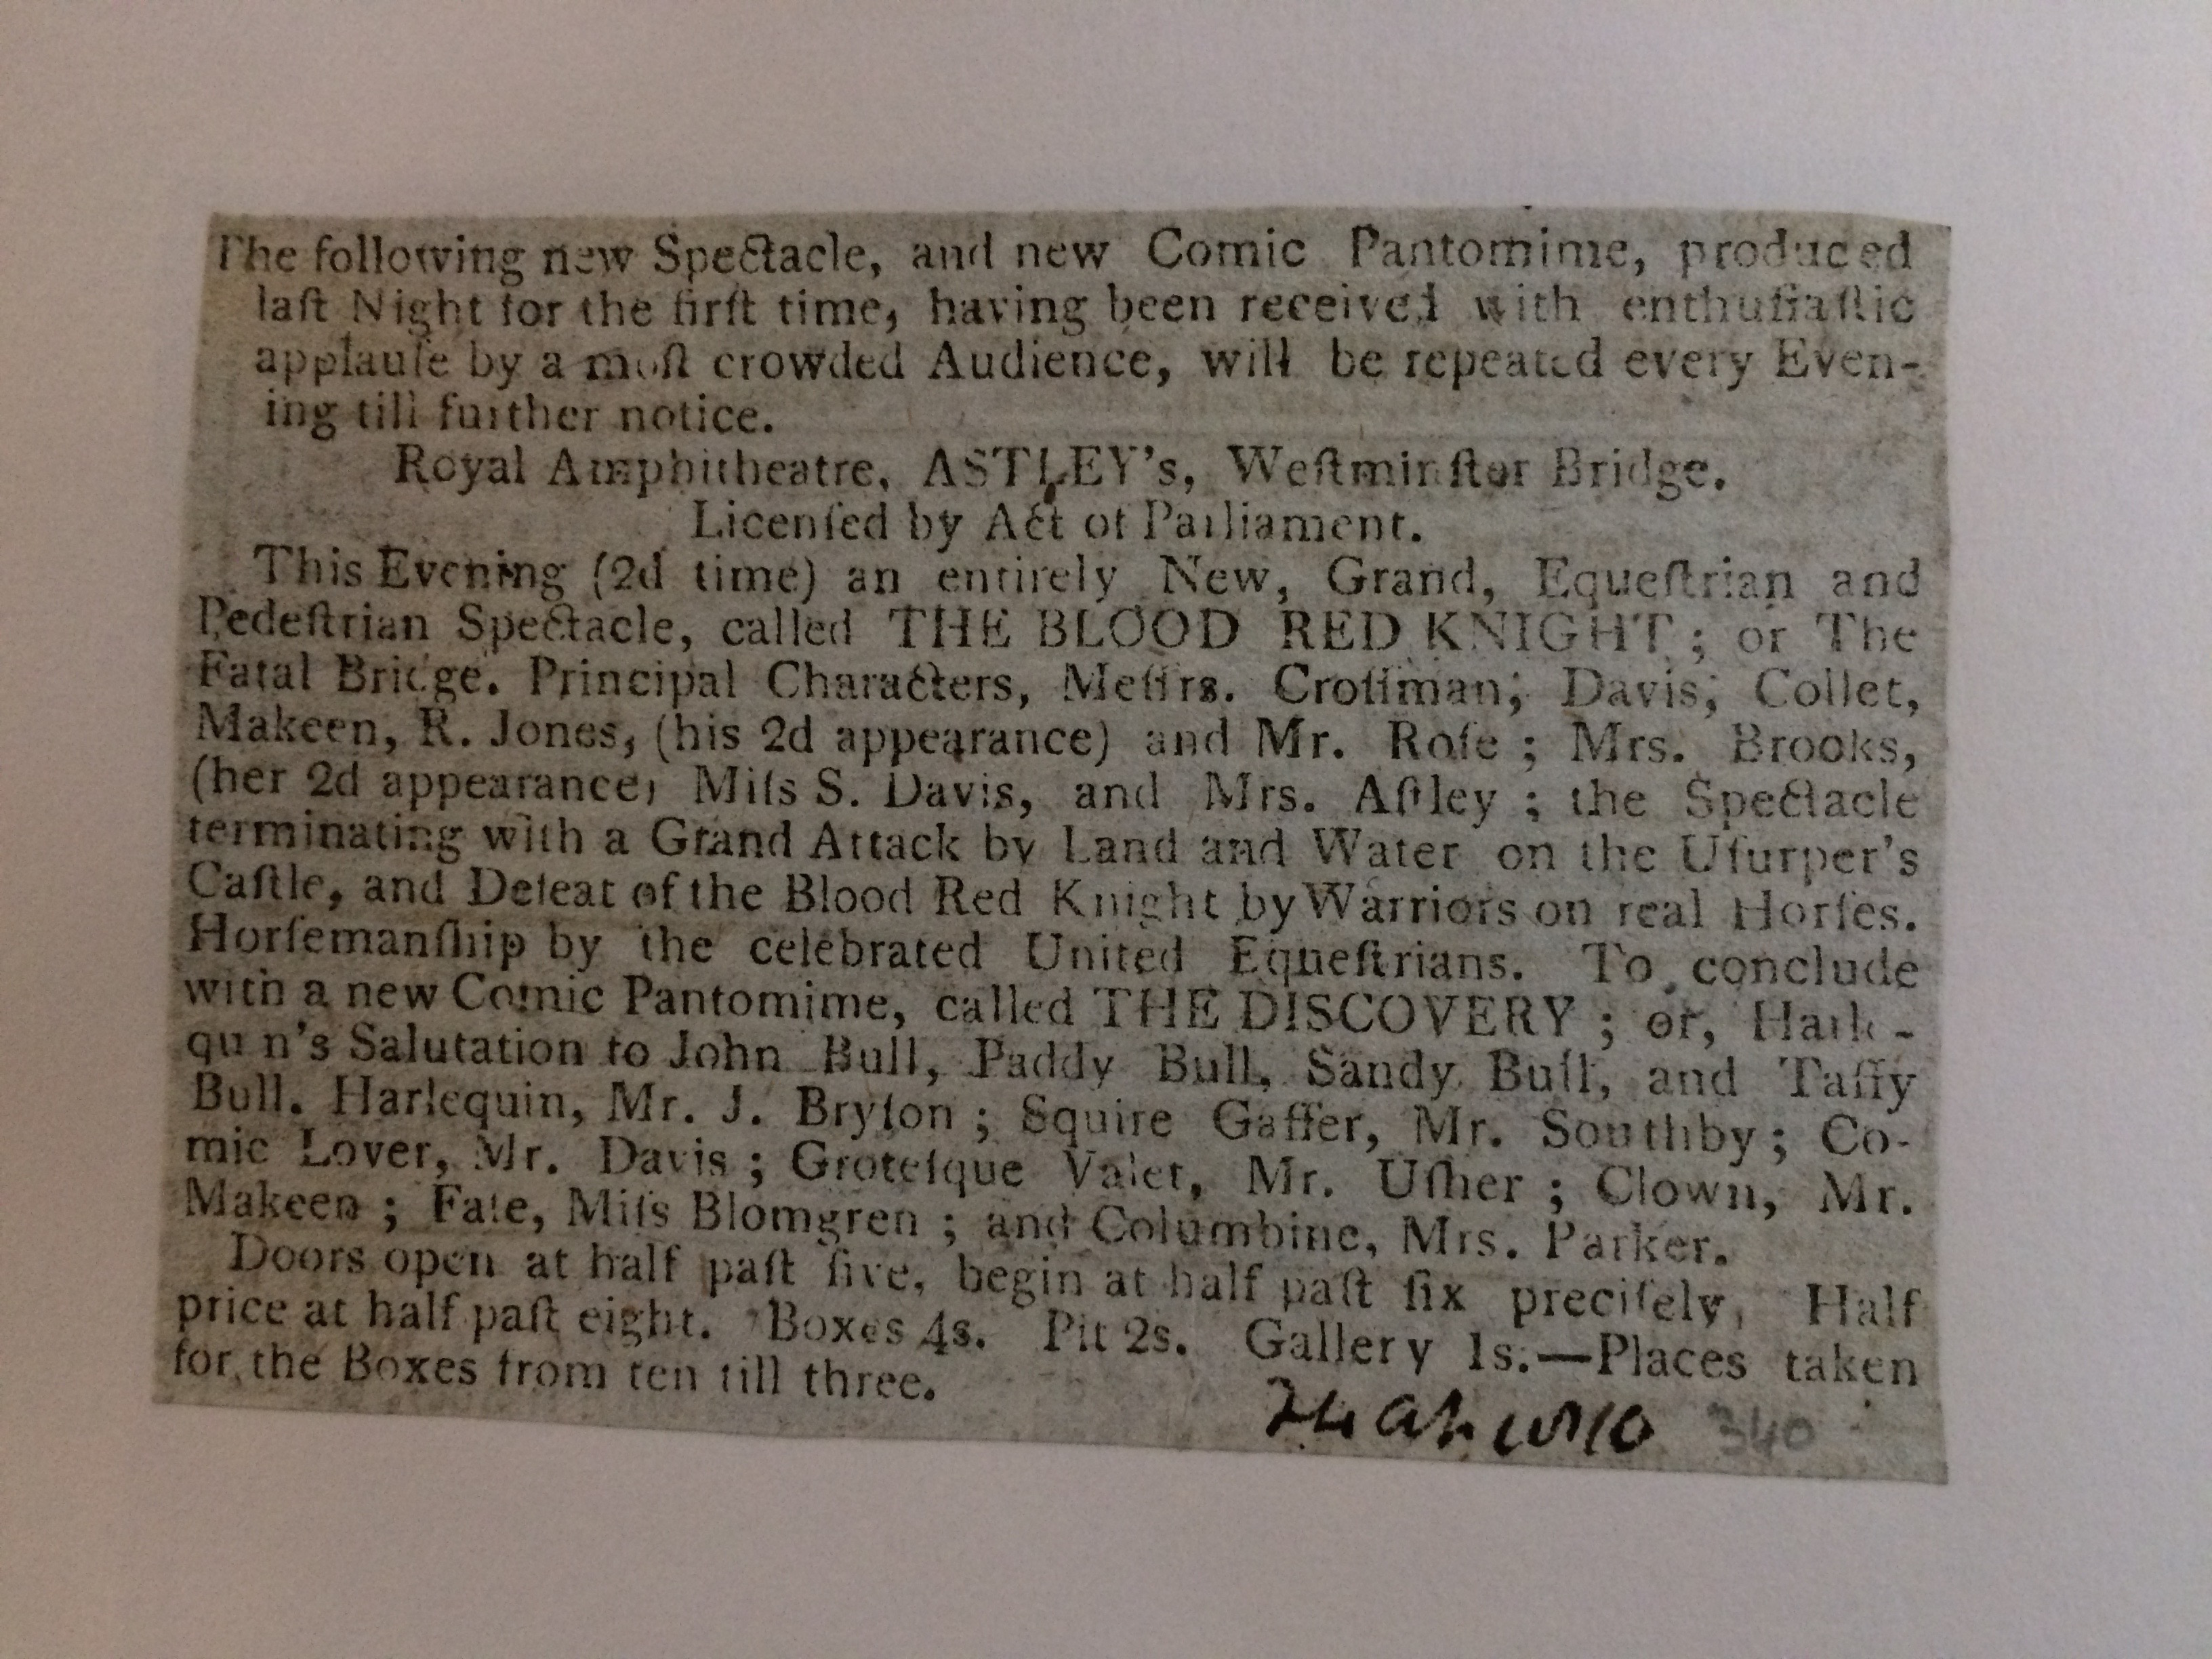 The following new Spectacle, and new Comic Pantomime, produced
laſt Night for the firſt time, having been received with enthuſiaſtic
applauſe by a moſt crowded Audience, will be repeated every Even-
ing till further notice.
Royal Amphitheatre, ASTLEY's, Weſtminſter Bridge.
Licenſed by Act of Parliament.
This Evening (2d time) an entirely New, Grand, Equeſtrian and
Pedeſtrian Spectacle, called THE BLOOD RED KNIGHT; or The
Fatal Bridge. Principal Characters, Meſſrs. Croſſman; Davis; Collet,
Makeen, R. Jones, (his 2d appearance) and Mr. Roſe; Mrs. Brooks,
(her 2d appearance) Miſs S. Davis, and Mrs. Aſtley; the Spectacle
terminating with a Grand Attack by Land and Water on the Uſurper's
Caſtle, and Defeat of the Blood Red Knight by Warriors on real Horſes.
Horſemanſhip by the celebrated United Equeſtrians. To conclude
with a new Comic Pantomime, called THE DISCOVERY; or, Harle-
qu n's Salutation to John Bull, Paddy Bull, Sandy Bull, and Taffy
Bull. Harlequin, Mr. J. Bryſon; Squire Gaffer, Mr. Southby; Co-
mic Lover, Mr. Davis; Groteſque Valet, Mr. Uſher; Clown, Mr.
Makeen; Fate, Miſs Blomgren; and Columbine, Mrs. Parker.
Doors open at half paſt five, begin at half paſt ſix preciſely, Half
price at half paſt eight. Boxes 4s. Pit 2s. Gallery 1s.—Places taken
for the Boxes from ten till three.
340